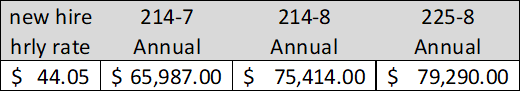 new hire 214-7 214-8 225-8
hrly rate Annual Annual Annual
$ 44.05 $ 65,987.00 $ 75,414.00 $ 79,290.00